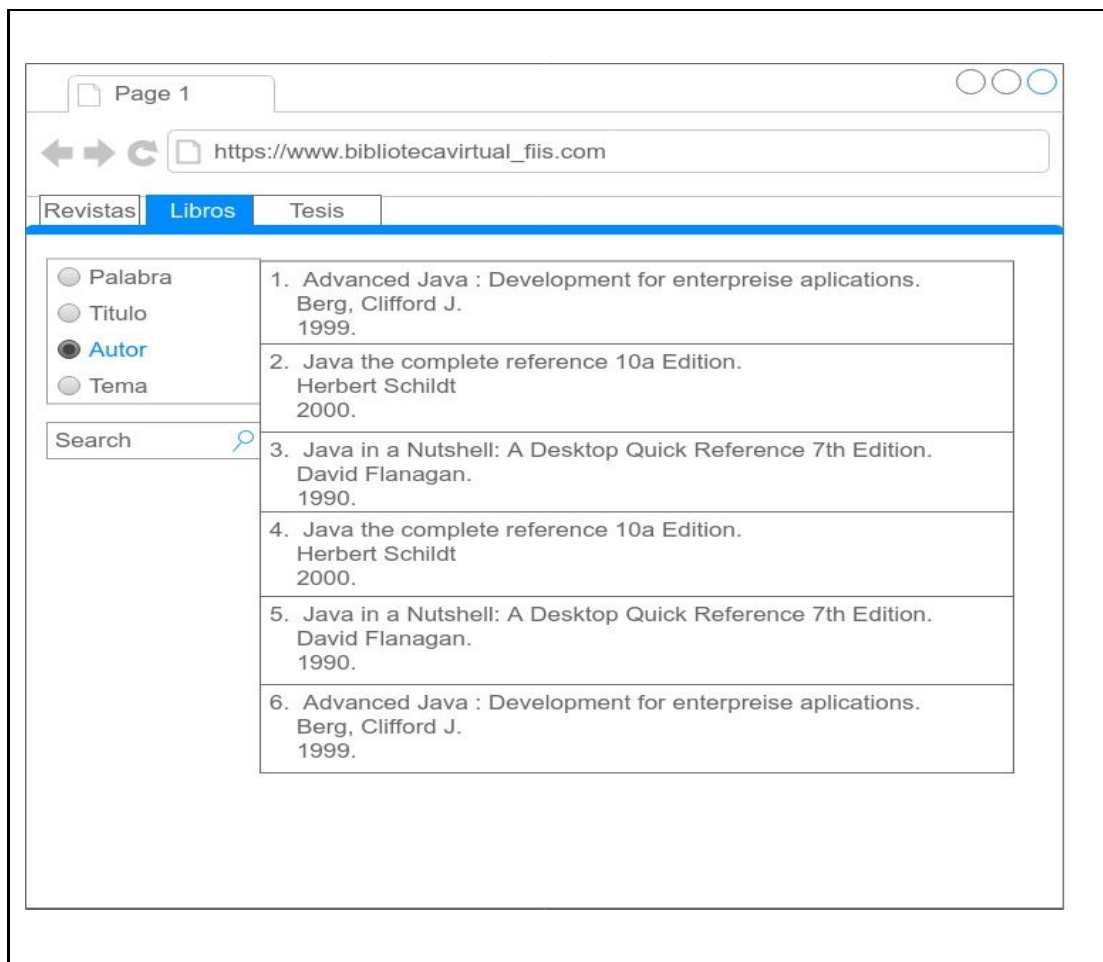 Page 1
https://www.bibliotecavirtual_fiis.com
Revistas Libros Tesis
Palabra
Titulo
Autor
Tema
Search
1. Advanced Java : Development for enterpreise aplications.
Berg, Clifford J.
1999.
2. Java the complete reference 10a Edition.
Herbert Schildt
2000.
3. Java in a Nutshell: A Desktop Quick Reference 7th Edition.
David Flanagan.
1990.
4. Java the complete reference 10a Edition.
Herbert Schildt
2000.
5. Java in a Nutshell: A Desktop Quick Reference 7th Edition.
David Flanagan.
1990.
6. Advanced Java : Development for enterpreise aplications.
Berg, Clifford J.
1999.